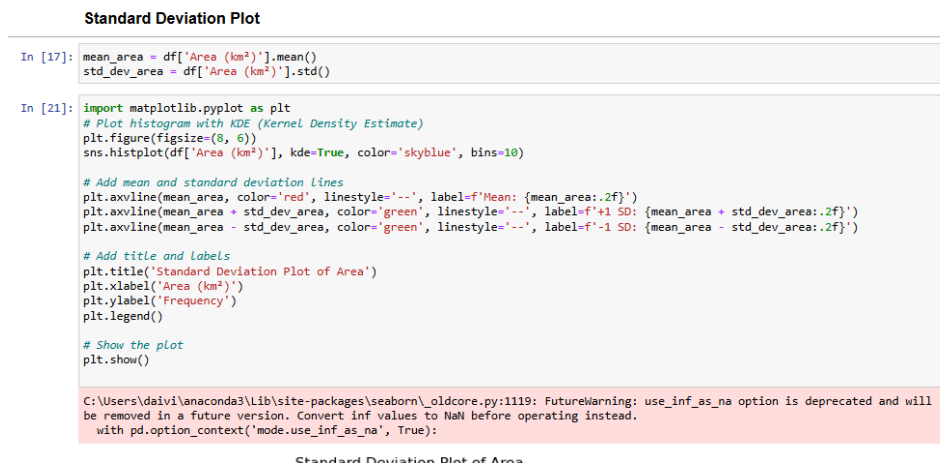 Standard Deviation Plot
In [17]: mean_area = df['Area (km²)'].mean()
std_dev_area = df['Area (km²)'].std()
In [21]: import matplotlib.pyplot as plt
# Plot histogram with KDE (Kernel Density Estimate)
plt.figure(figsize=(8, 6))
sns.histplot(df['Area (km²)'], kde=True, color='skyblue', bins=10)
# Add mean and standard deviation lines
plt.axvline(mean_area, color='red', linestyle='--', label=f'Mean: {mean_area:.2f}')
plt.axvline(mean_area + std_dev_area, color='green', linestyle='--', label=f'+1 SD: {mean_area + std_dev_area:.2f}')
plt.axvline(mean_area - std_dev_area, color='green', linestyle='--', label=f'-1 SD: {mean_area - std_dev_area:.2f}')
# Add title and labels
plt.title('Standard Deviation Plot of Area')
plt.xlabel('Area (km²)')
plt.ylabel('Frequency')
plt.legend()
# Show the plot
plt.show()
C:\Users\daivi\anaconda3\Lib\site-packages\seaborn\_oldcore.py:1119: FutureWarning: use_inf_as_na option is deprecated and will
be removed in a future version. Convert inf values to NaN before operating instead.
with pd.option_context('mode.use_inf_as_na', True):
Standard Deviation Plot of Area